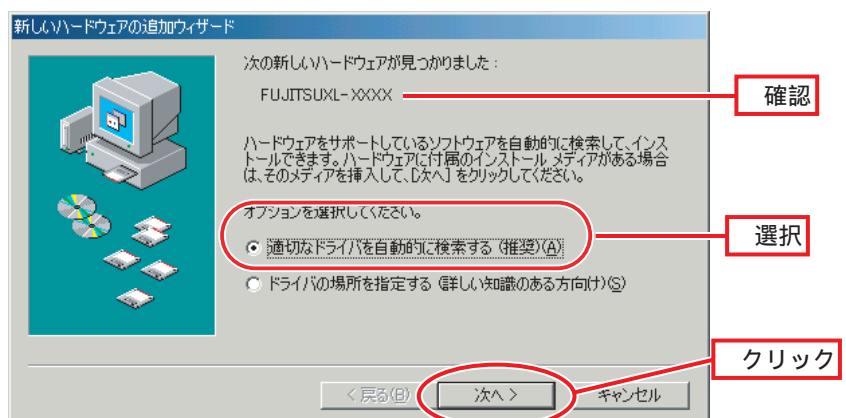 新しいハードウェアの追加ウィザード
次の新しいハードウェアが見つかりました：
FUJITSUXL-XXXX
確認
ハードウェアをサポートしているソフトウェアを自動的に検索して、インス
トールできます。ハードウェアに付属のインストール メディアがある場合
は、そのメディアを挿入して、[次へ] をクリックしてください。
オプションを選択してください。
適切なドライバを自動的に検索する (推奨)(A)
選択
ドライバの場所を指定する (詳しい知識のある方向け)(S)
クリック
< 戻る(B)
次へ >
キャンセル